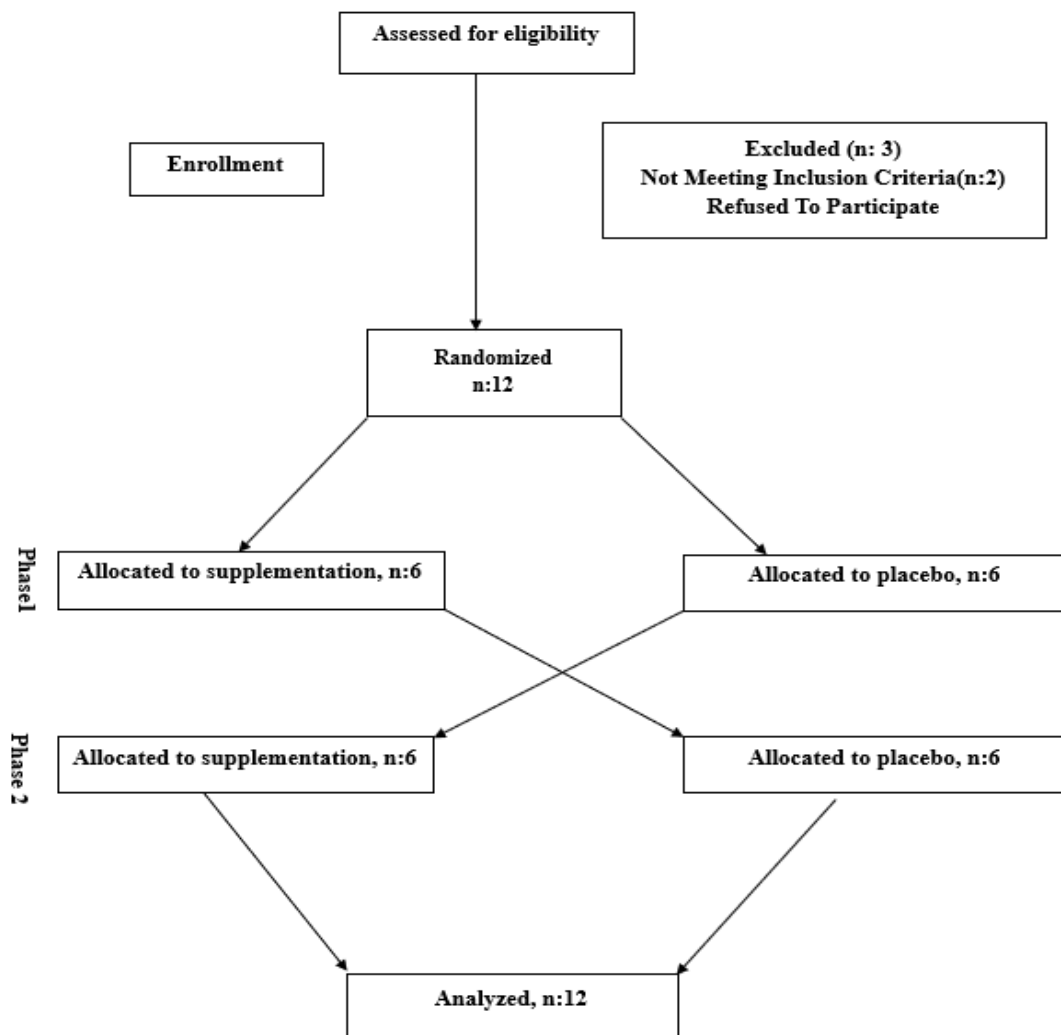 Assessed for eligibility
Enrollment
Excluded (n: 3)
Not Meeting Inclusion Criteria(n:2)
Refused To Participate
Randomized
n:12
Phase1
Allocated to supplementation, n:6
Allocated to placebo, n:6
Phase 2
Allocated to supplementation, n:6
Allocated to placebo, n:6
Analyzed, n:12